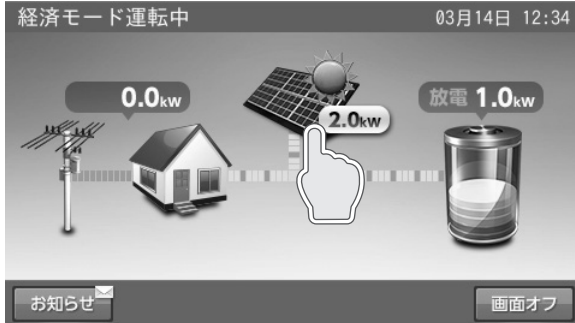 経済モード運転中
03月14日 12:34
0.0kW
2.0kW
放電 1.0kW
お知らせ
画面オフ